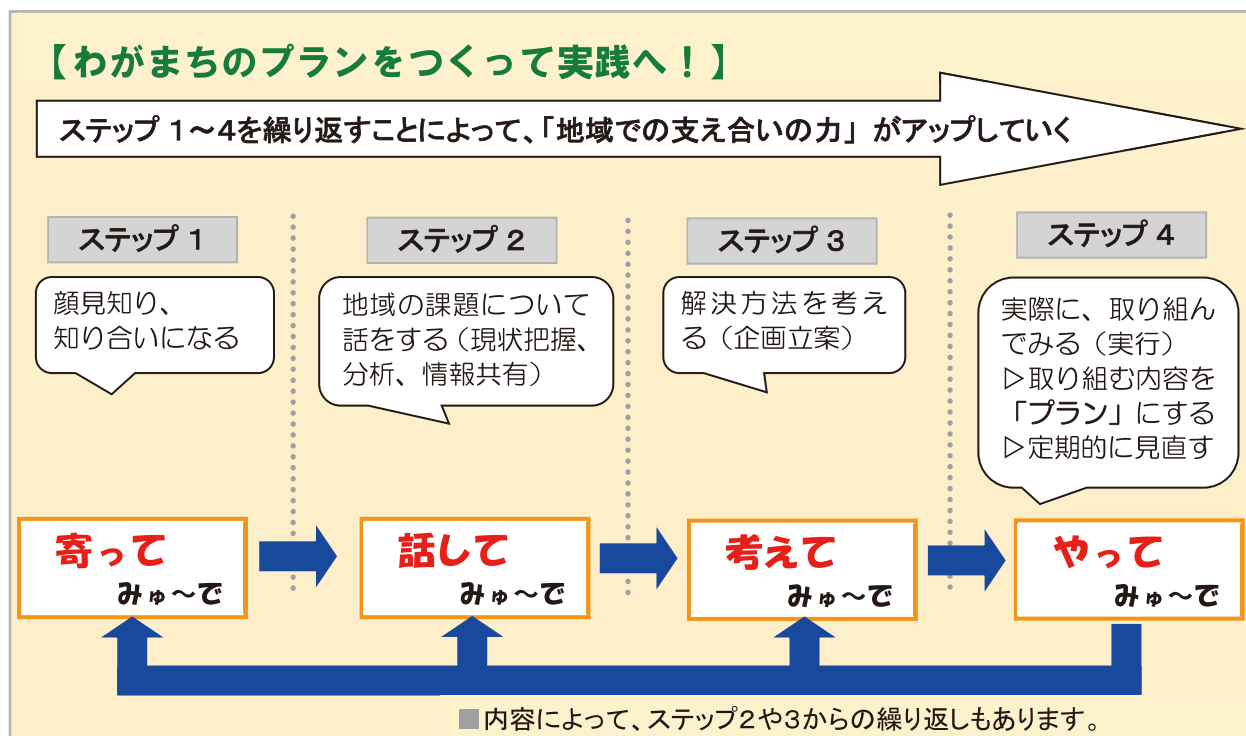 【わがまちのプランをつくって実践へ！】
ステップ 1～4を繰り返すことによって、「地域での支え合いの力」がアップしていく
ステップ 1
顔見知り、
知り合いになる
ステップ 2
地域の課題について
話をする（現状把握、
分析、情報共有）
ステップ 3
解決方法を考え
る（企画立案）
ステップ 4
実際に、取り組ん
でみる（実行）
▷取り組む内容を
「プラン」にする
▷定期的に見直す
寄って
みゅ～で
話して
みゅ～で
考えて
みゅ～で
やって
みゅ～で
■内容によって、ステップ2や3からの繰り返しもあります。